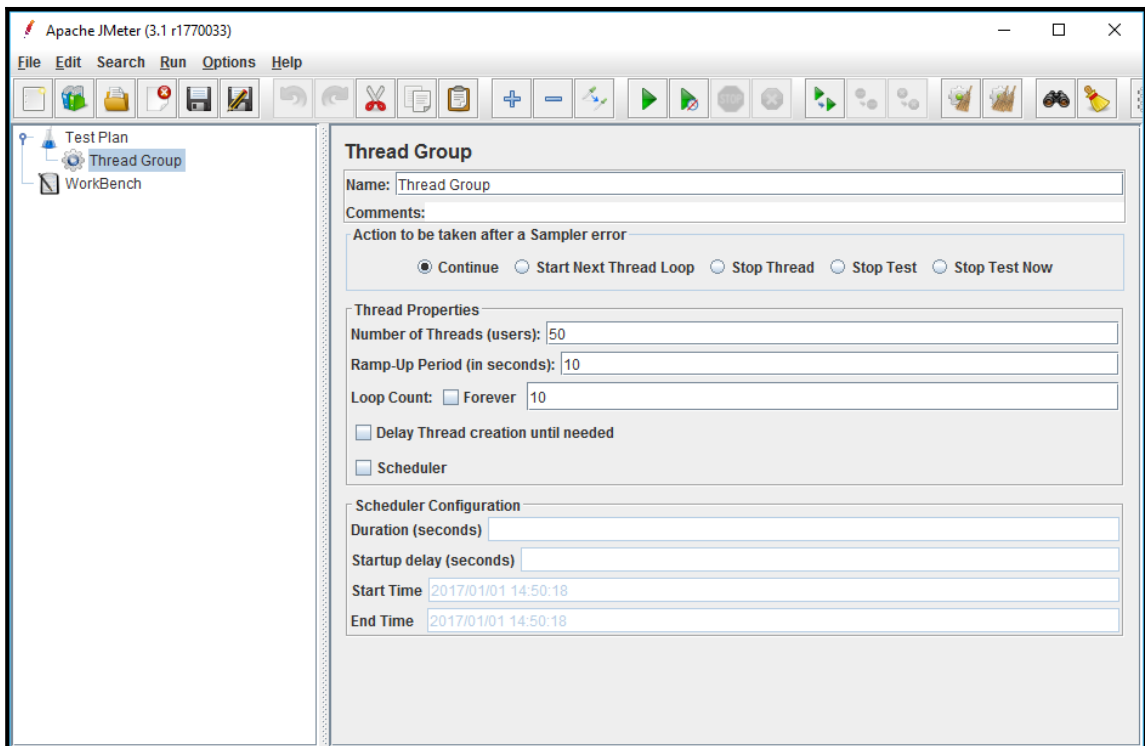 Apache JMeter (3.1 r1770033)
File Edit Search Run Options Help
STOP
Test Plan
Thread Group
WorkBench
Thread Group
Name: Thread Group
Comments:
Action to be taken after a Sampler error
Continue Start Next Thread Loop Stop Thread Stop Test Stop Test Now
Thread Properties
Number of Threads (users): 50
Ramp-Up Period (in seconds): 10
Loop Count: Forever 10
Delay Thread creation until needed
Scheduler
Scheduler Configuration
Duration (seconds)
Startup delay (seconds)
Start Time 2017/01/01 14:50:18
End Time 2017/01/01 14:50:18